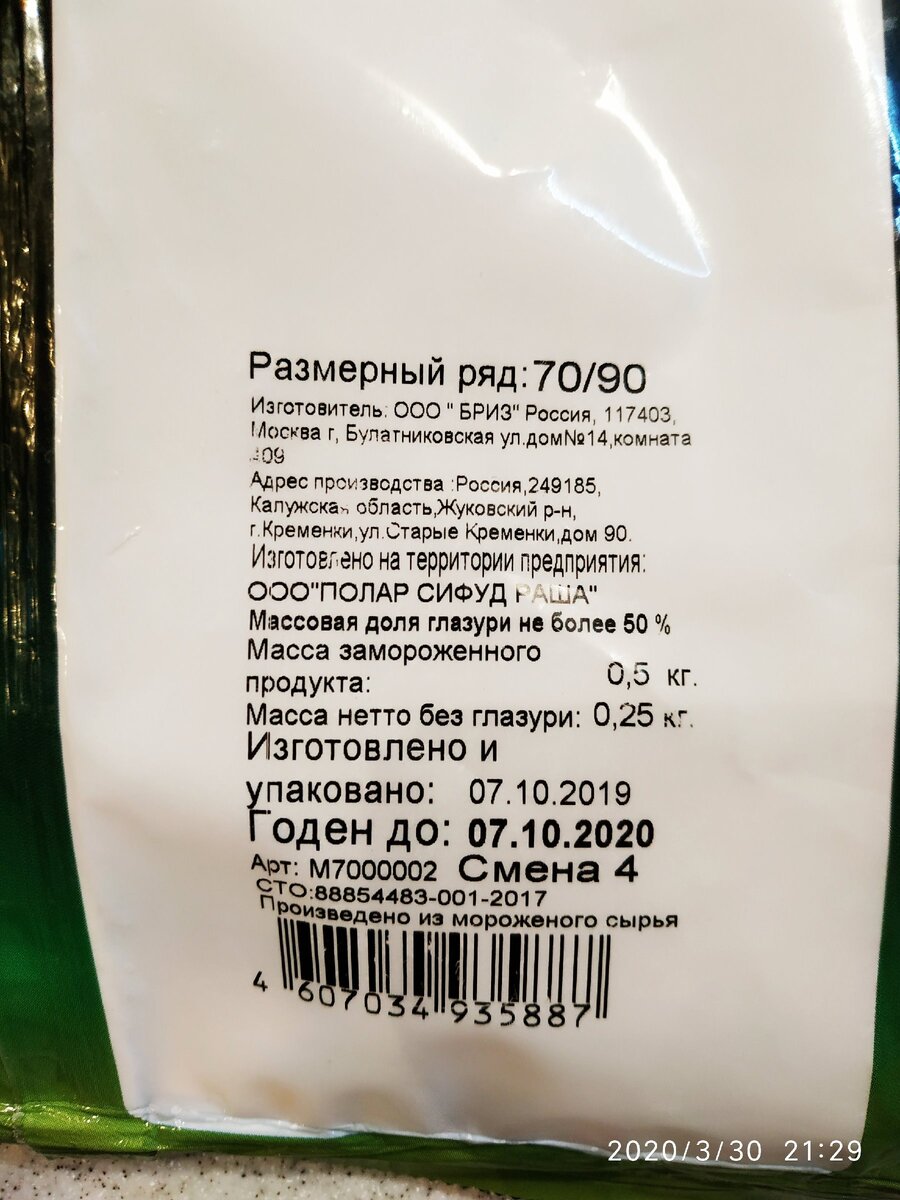 Размерный ряд: 70/90
Изготовитель: ООО " БРИЗ" Россия, 117403,
Москва г, Булатниковская ул.дом№14,комната
409
Адрес производства :Россия,249185,
Калужская область,Жуковский р-н,
г.Кременки,ул.Старые Кременки,дом 90.
Изготовлено на территории предприятия:
ООО"ПОЛАР СИФУД РАША"
Массовая доля глазури не более 50 %
Масса замороженного
продукта: 0,5 кг.
Масса нетто без глазури: 0,25 кг.
Изготовлено и
упаковано: 07.10.2019
Годен до: 07.10.2020
Арт: М7000002 Смена 4
СТО:88854483-001-2017
Произведено из мороженого сырья
4 607034 935887
2020/3/30 21:29